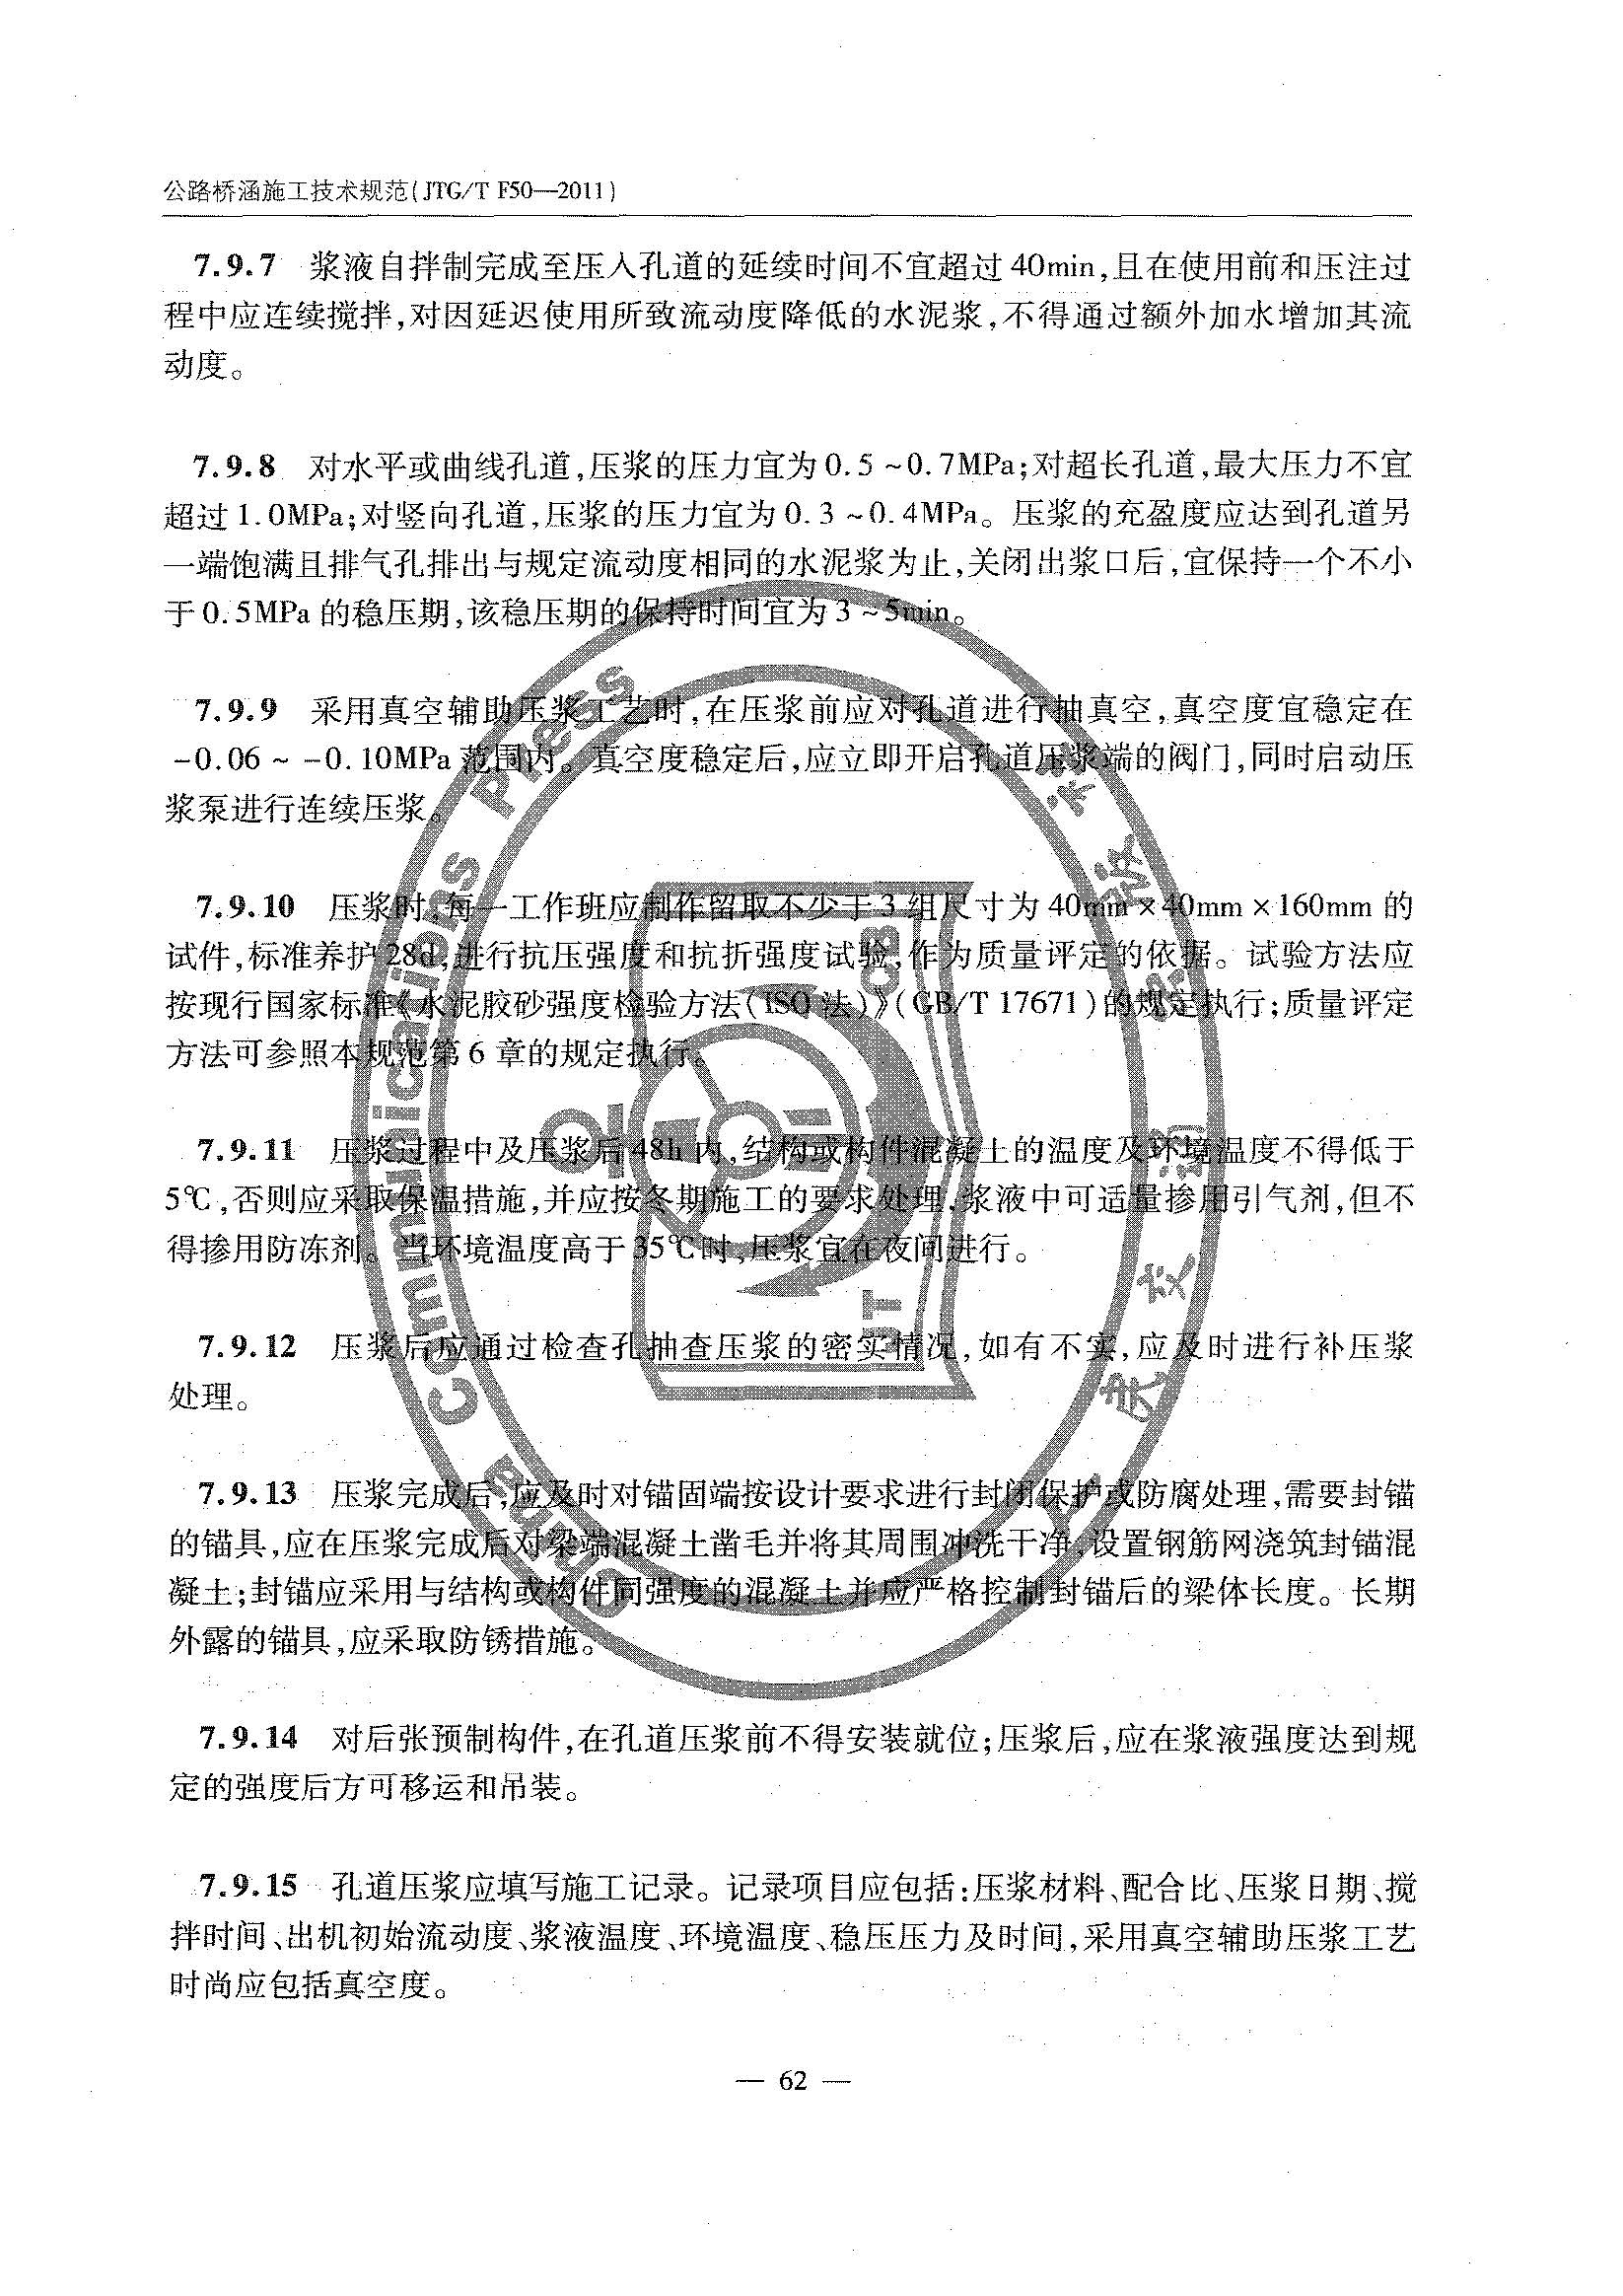 公路桥涵施工技术规范(JTG/T F50—2011)
7.9.7 浆液自拌制完成至压入孔道的延续时间不宜超过40min,且在使用前和压注过
程中应连续搅拌,对因延迟使用所致流动度降低的水泥浆,不得通过额外加水增加其流
动度。
7.9.8 对水平或曲线孔道,压浆的压力宜为0.5~0.7MPa;对超长孔道,最大压力不宜
超过1.0MPa;对竖向孔道,压浆的压力宜为0.3~0.4MPa。压浆的充盈度应达到孔道另
一端饱满且排气孔排出与规定流动度相同的水泥浆为止,关闭出浆口后,宜保持一个不小
于0.5MPa的稳压期,该稳压期的保持时间宜为3~5min。
7.9.9 采用真空辅助压浆工艺时,在压浆前应对孔道进行抽真空,真空度宜稳定在
-0.06~-0.10MPa范围内。真空度稳定后,应立即开启孔道压浆端的阀门,同时启动压
浆泵进行连续压浆。
7.9.10 压浆时,每一工作班应制作留取不少于3组尺寸为40mm×40mm×160mm的
试件,标准养护28d,进行抗压强度和抗折强度试验,作为质量评定的依据。试验方法应
按现行国家标准《水泥胶砂强度检验方法(ISO法)》(GB/T 17671)的规定执行;质量评定
方法可参照本规范第6章的规定执行。
7.9.11 压浆过程中及压浆后48h内,结构或构件混凝土的温度及环境温度不得低于
5℃,否则应采取保温措施,并应按冬期施工的要求处理,浆液中可适量掺用引气剂,但不
得掺用防冻剂。当环境温度高于35℃时,压浆宜在夜间进行。
7.9.12 压浆后应通过检查孔抽查压浆的密实情况,如有不实,应及时进行补压浆
处理。
7.9.13 压浆完成后,应及时对锚固端按设计要求进行封闭保护或防腐处理,需要封锚
的锚具,应在压浆完成后对梁端混凝土凿毛并将其周围冲洗干净,设置钢筋网浇筑封锚混
凝土;封锚应采用与结构或构件同强度的混凝土并应严格控制封锚后的梁体长度。长期
外露的锚具,应采取防锈措施。
7.9.14 对后张预制构件,在孔道压浆前不得安装就位;压浆后,应在浆液强度达到规
定的强度后方可移运和吊装。
7.9.15 孔道压浆应填写施工记录。记录项目应包括:压浆材料、配合比、压浆日期、搅
拌时间、出机初始流动度、浆液温度、环境温度、稳压压力及时间,采用真空辅助压浆工艺
时尚应包括真空度。
— 62 —
China Communications Press
人民交通出版社
JT
CB